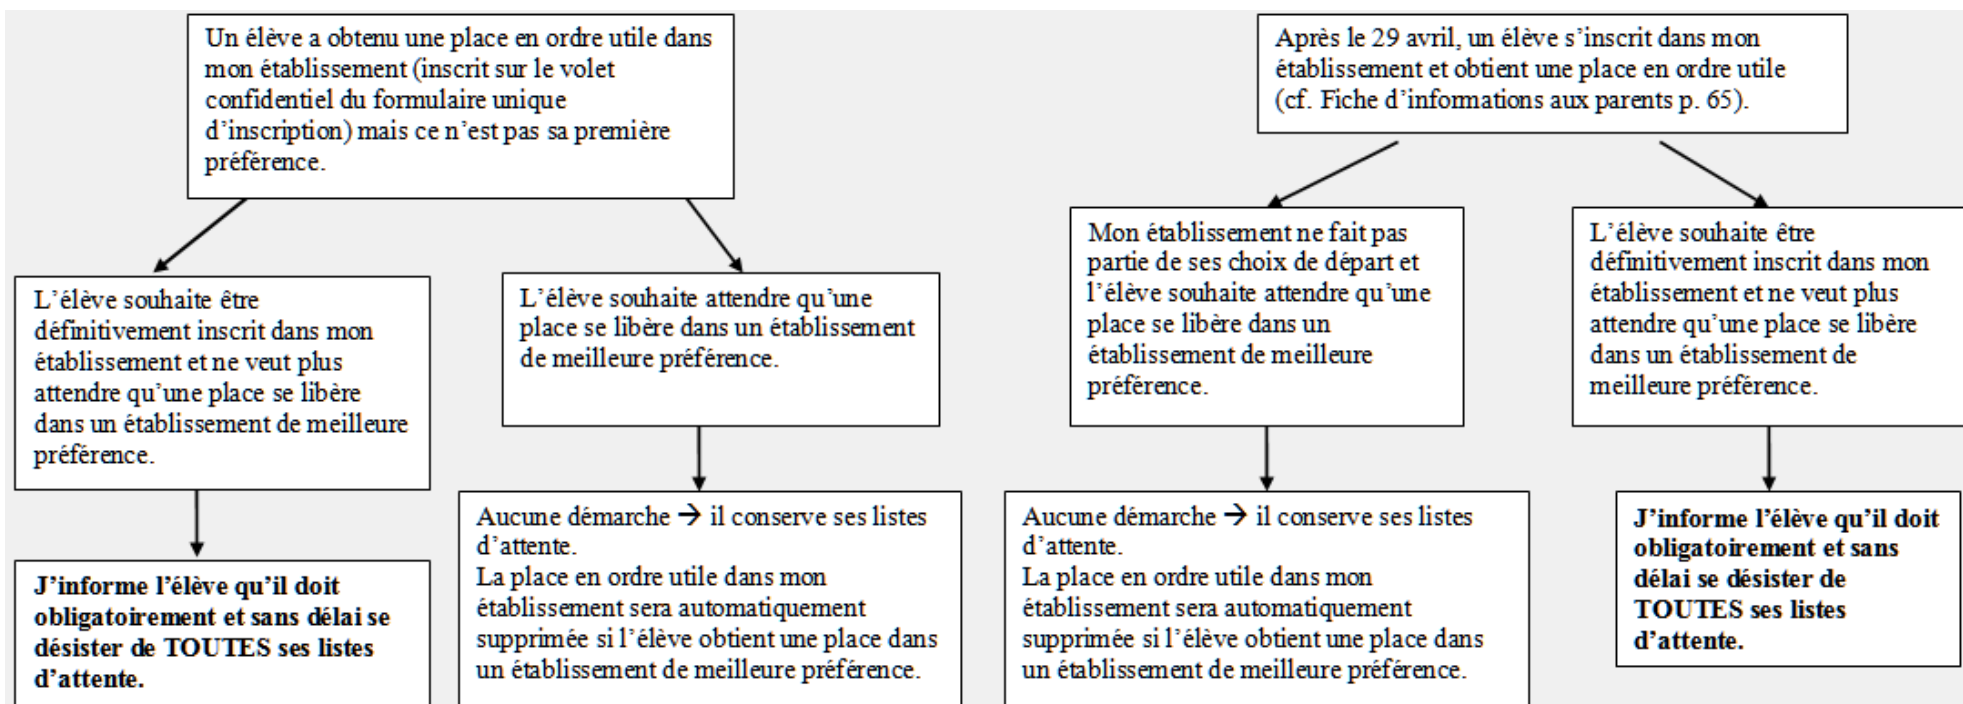 Un élève a obtenu une place en ordre utile dans
mon établissement (inscrit sur le volet
confidentiel du formulaire unique
d’inscription) mais ce n’est pas sa première
préférence.
Après le 29 avril, un élève s’inscrit dans mon
établissement et obtient une place en ordre utile
(cf. Fiche d’informations aux parents p. 65).
L’élève souhaite être
définitivement inscrit dans mon
établissement et ne veut plus
attendre qu’une place se libère
dans un établissement de meilleure
préférence.
L’élève souhaite attendre qu’une
place se libère dans un établissement
de meilleure préférence.
Mon établissement ne fait pas
partie de ses choix de départ et
l’élève souhaite attendre qu’une
place se libère dans un
établissement de meilleure
préférence.
L’élève souhaite être
définitivement inscrit dans mon
établissement et ne veut plus
attendre qu’une place se libère
dans un établissement de
meilleure préférence.
J’informe l’élève qu’il doit
obligatoirement et sans délai se
désister de TOUTES ses listes
d’attente.
Aucune démarche → il conserve ses listes
d’attente.
La place en ordre utile dans mon
établissement sera automatiquement
supprimée si l’élève obtient une place dans
un établissement de meilleure préférence.
Aucune démarche → il conserve ses listes
d’attente.
La place en ordre utile dans mon
établissement sera automatiquement
supprimée si l’élève obtient une place dans
un établissement de meilleure préférence.
J’informe l’élève qu’il doit
obligatoirement et sans
délai se désister de
TOUTES ses listes
d’attente.